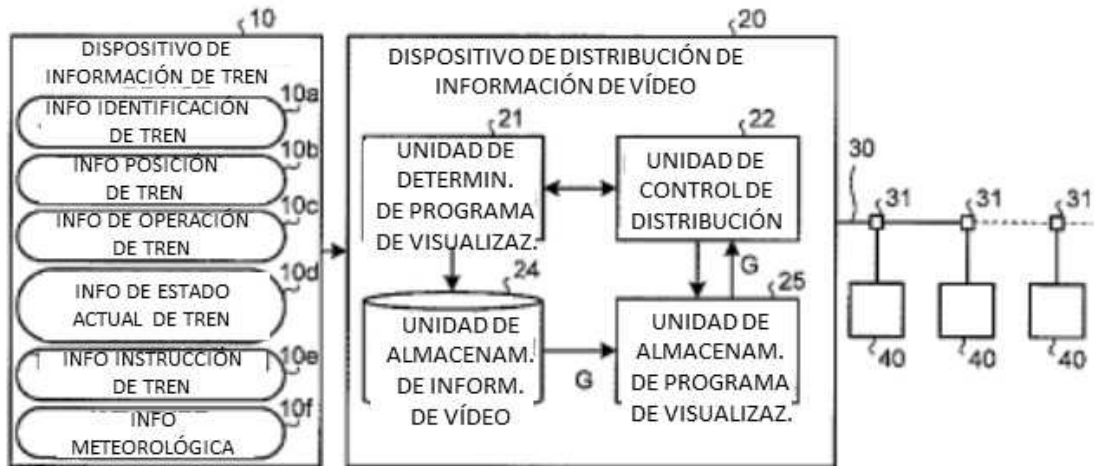 10
DISPOSITIVO DE
INFORMACIÓN DE TREN
INFO IDENTIFICACIÓN
DE TREN
10a
INFO POSICIÓN
DE TREN
10b
INFO DE OPERACIÓN
DE TREN
10c
INFO DE ESTADO
ACTUAL DE TREN
10d
INFO INSTRUCCIÓN
DE TREN
10e
INFO
METEOROLÓGICA
10f
20
DISPOSITIVO DE DISTRIBUCIÓN DE
INFORMACIÓN DE VÍDEO
21
UNIDAD DE
DETERMIN.
DE PROGRAMA
DE VISUALIZAZ.
22
UNIDAD DE
CONTROL DE
DISTRIBUCIÓN
24
UNIDAD DE
ALMACENAM.
DE INFORM.
DE VÍDEO
G
G
25
UNIDAD DE
ALMACENAM.
DE PROGRAMA
DE VISUALIZAZ.
30
31
31
31
40
40
40